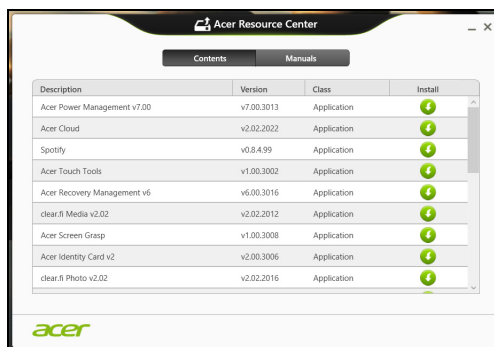 Acer Resource Center
Contents Manuals
Description Version Class Install
Acer Power Management v7.00 v7.00.3013 Application
Acer Cloud v2.02.2022 Application
Spotify v0.8.4.99 Application
Acer Touch Tools v1.00.3002 Application
Acer Recovery Management v6 v6.00.3016 Application
clear.fi Media v2.02 v2.02.2012 Application
Acer Screen Grasp v1.00.3008 Application
Acer Identity Card v2 v2.00.3006 Application
clear.fi Photo v2.02 v2.02.2016 Application
acer